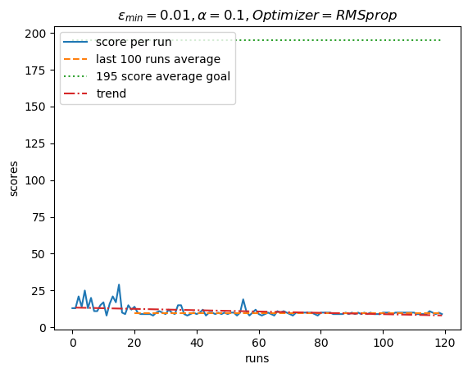 ε_min = 0.01, α = 0.1, Optimizer = RMSprop
score per run
last 100 runs average
195 score average goal
trend
scores
200
175
150
125
100
75
50
25
0
0 20 40 60 80 100 120
runs